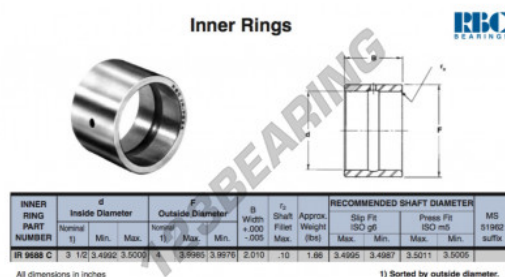 Inner Rings
RBC
BEARINGS
123BEARING
B
r₂
d
F
INNER RING PART NUMBER
d
Inside Diameter
Nominal 1) Min. Max.
F
Outside Diameter
Nominal 1) Max. Min.
B
Width
+.000
-.005
Shaft
Fillet
Max.
Approx.
Weight
(lbs)
RECOMMENDED SHAFT DIAMETER
Slip Fit
ISO g6
Max. Min.
Press Fit
ISO m5
Max. Min.
MS
51962
suffix
IR 9688 C 3 1/2 3.4992 3.5000 4 3.9985 3.9976 2.010 .10 1.66 3.4995 3.4987 3.5011 3.5005
All dimensions in inches
1) Sorted by outside diameter.